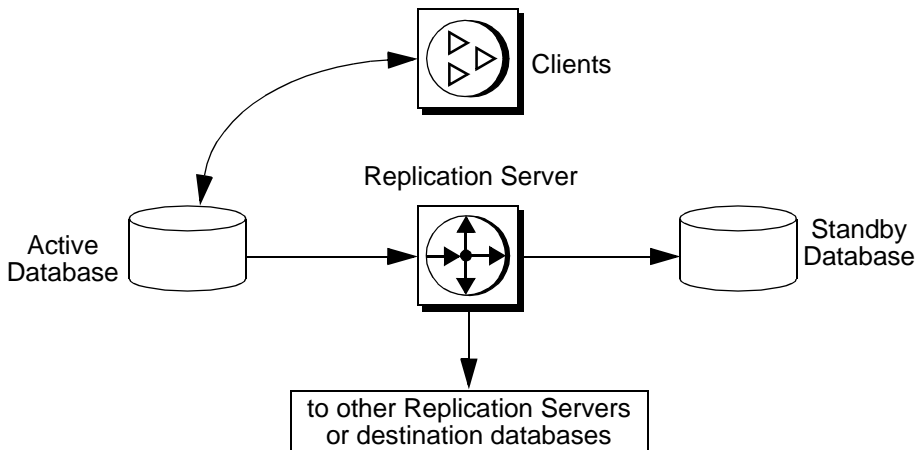 Clients
Replication Server
Active
Database
Standby
Database
to other Replication Servers
or destination databases